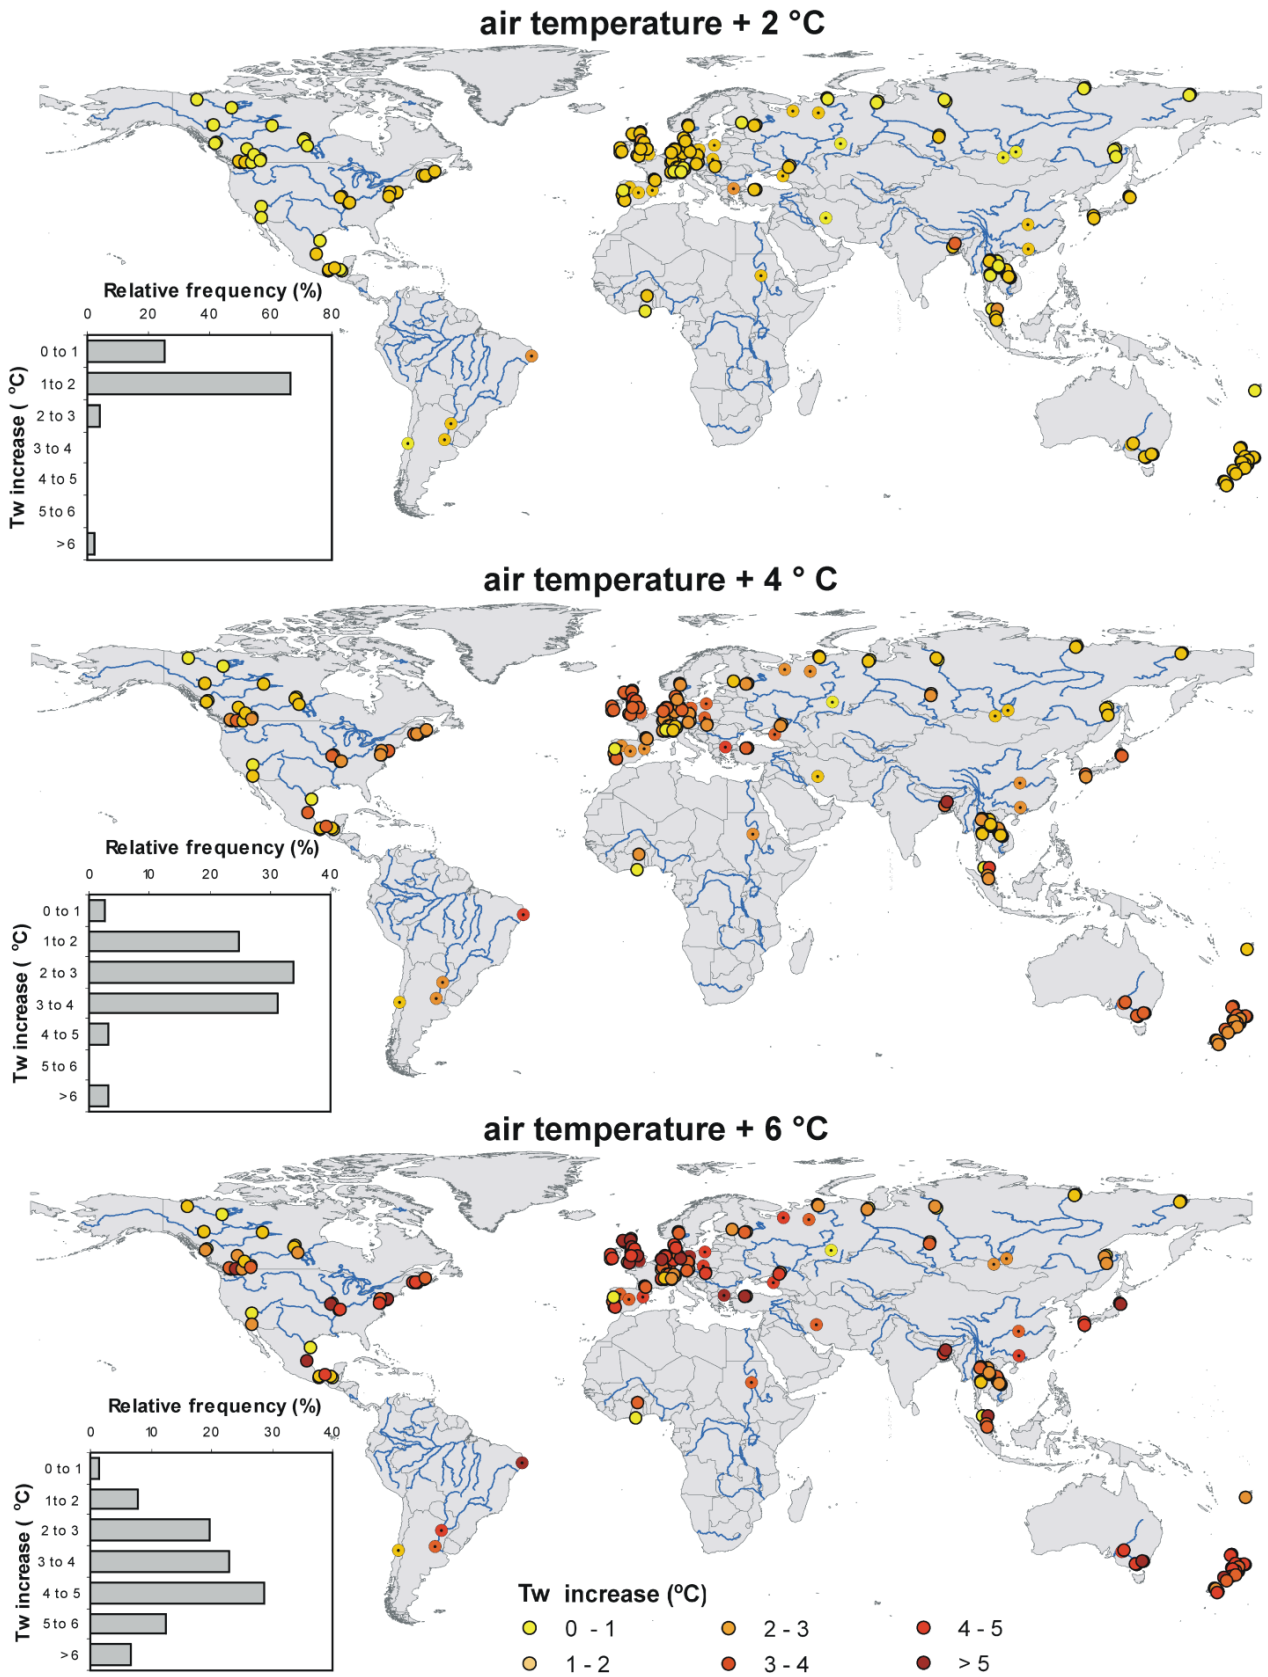 air temperature + 2 °C
Relative frequency (%)
0 20 40 60 80
Tw increase ( °C)
0 to 1
1to 2
2 to 3
3 to 4
4 to 5
5 to 6
>6
air temperature + 4 ° C
Relative frequency (%)
0 10 20 30 40
Tw increase ( °C)
0 to 1
1to 2
2 to 3
3 to 4
4 to 5
5 to 6
>6
air temperature + 6 °C
Relative frequency (%)
0 10 20 30 40
Tw increase ( °C)
0 to 1
1to 2
2 to 3
3 to 4
4 to 5
5 to 6
>6
Tw increase (ºC)
0 - 1 2 - 3 4 - 5
1 - 2 3 - 4 > 5